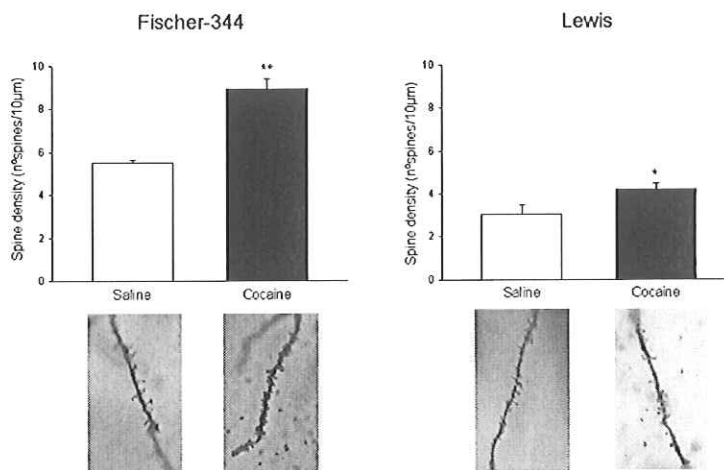 Fischer-344
Spine density (nºspines/10µm)
10
8
6
4
2
0
**
Saline
Cocaine
Lewis
Spine density (nºspines/10µm)
10
8
6
4
2
0
*
Saline
Cocaine